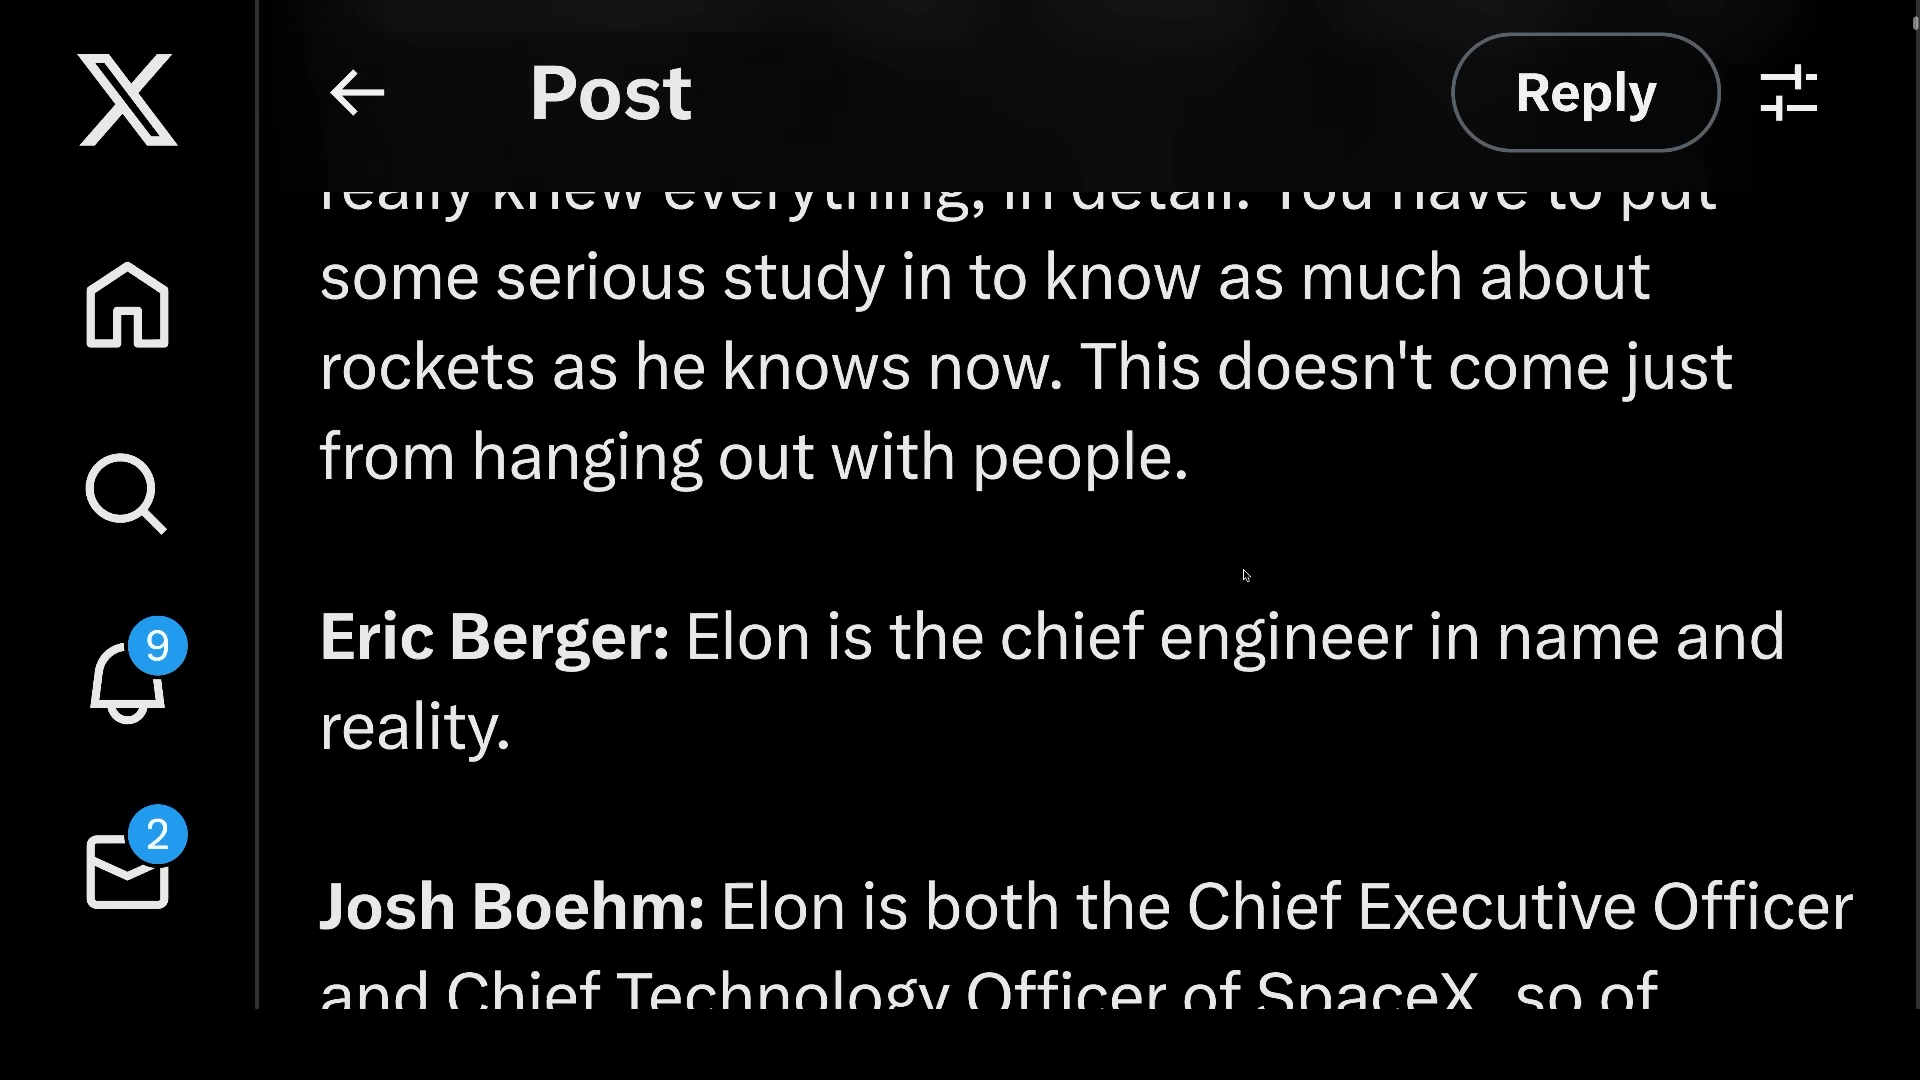 Post
Reply
really knew everything, in detail. You have to put
some serious study in to know as much about
rockets as he knows now. This doesn't come just
from hanging out with people.
9
Eric Berger: Elon is the chief engineer in name and
reality.
2
Josh Boehm: Elon is both the Chief Executive Officer
and Chief Technology Officer of SpaceX, so of